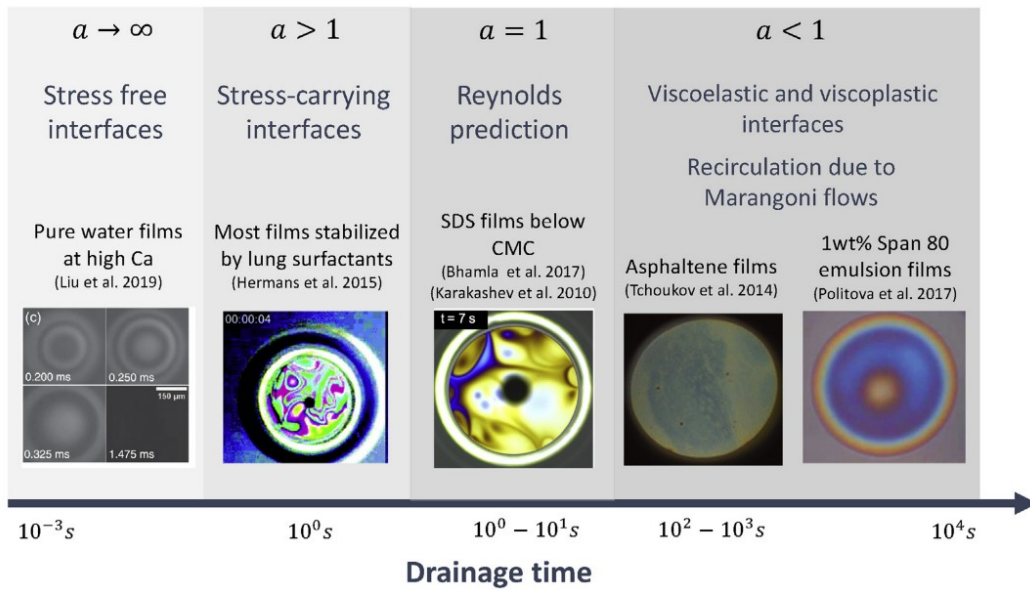 a → ∞
Stress free
interfaces
Pure water films
at high Ca
(Liu et al. 2019)
(c)
0.200 ms
0.250 ms
150 μm
0.325 ms
1.475 ms
a > 1
Stress-carrying
interfaces
Most films stabilized
by lung surfactants
(Hermans et al. 2015)
00:00:04
a = 1
Reynolds
prediction
SDS films below
CMC
(Bhamla et al. 2017)
(Karakashev et al. 2010)
t = 7 s
a < 1
Viscoelastic and viscoplastic
interfaces
Recirculation due to
Marangoni flows
Asphaltene films
(Tchoukov et al. 2014)
1wt% Span 80
emulsion films
(Politova et al. 2017)
10⁻³s
10⁰s
10⁰ − 10¹s
10² − 10³s
10⁴s
Drainage time